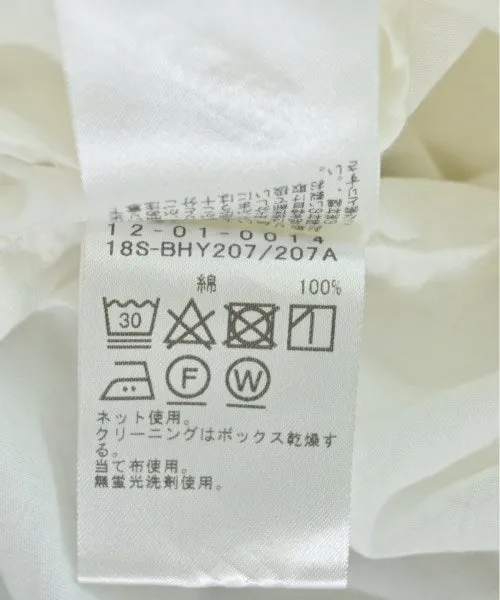 12-01-0014
18S-BHY207/207A
綿 100%
30
F W
ネット使用。
クリーニングはボックス乾燥す
る。
当て布使用。
無蛍光洗剤使用。